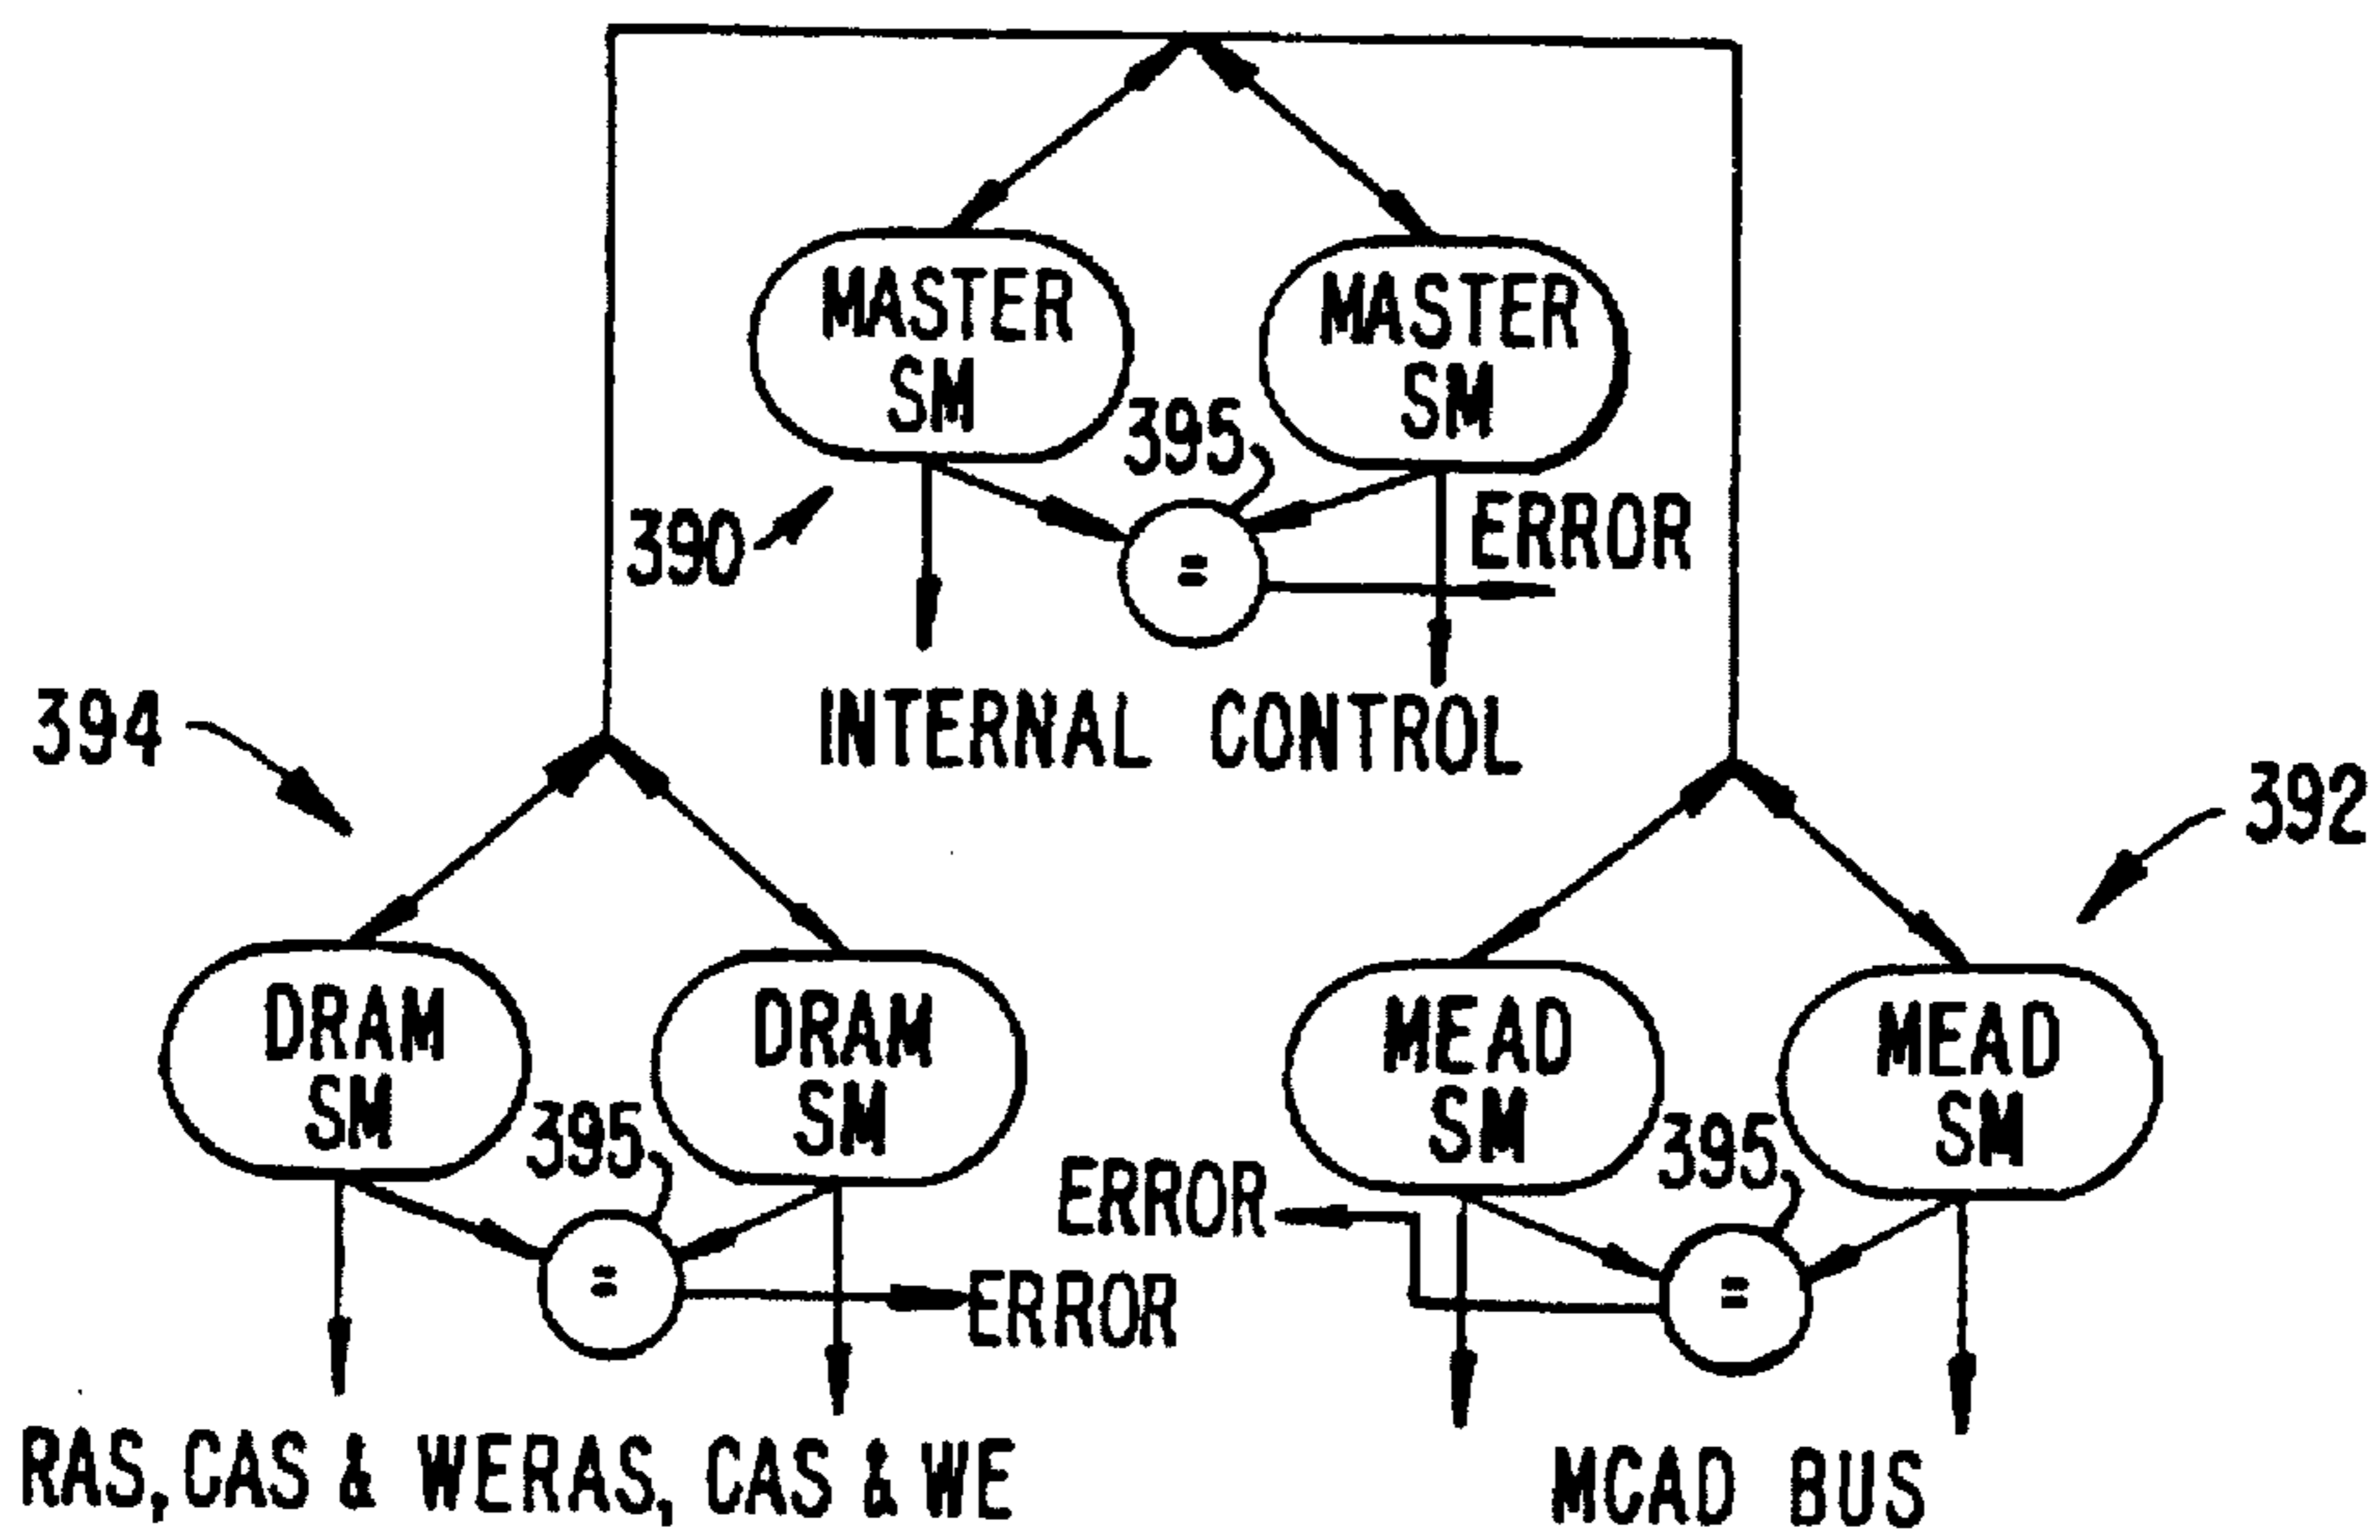 MASTER
SM
MASTER
SM
395
390
=
ERROR
INTERNAL CONTROL
394
392
DRAM
SM
DRAM
SM
MEAD
SM
MEAD
SM
395
395
ERROR
=
=
ERROR
RAS, CAS & WERAS, CAS & WE
MCAD BUS